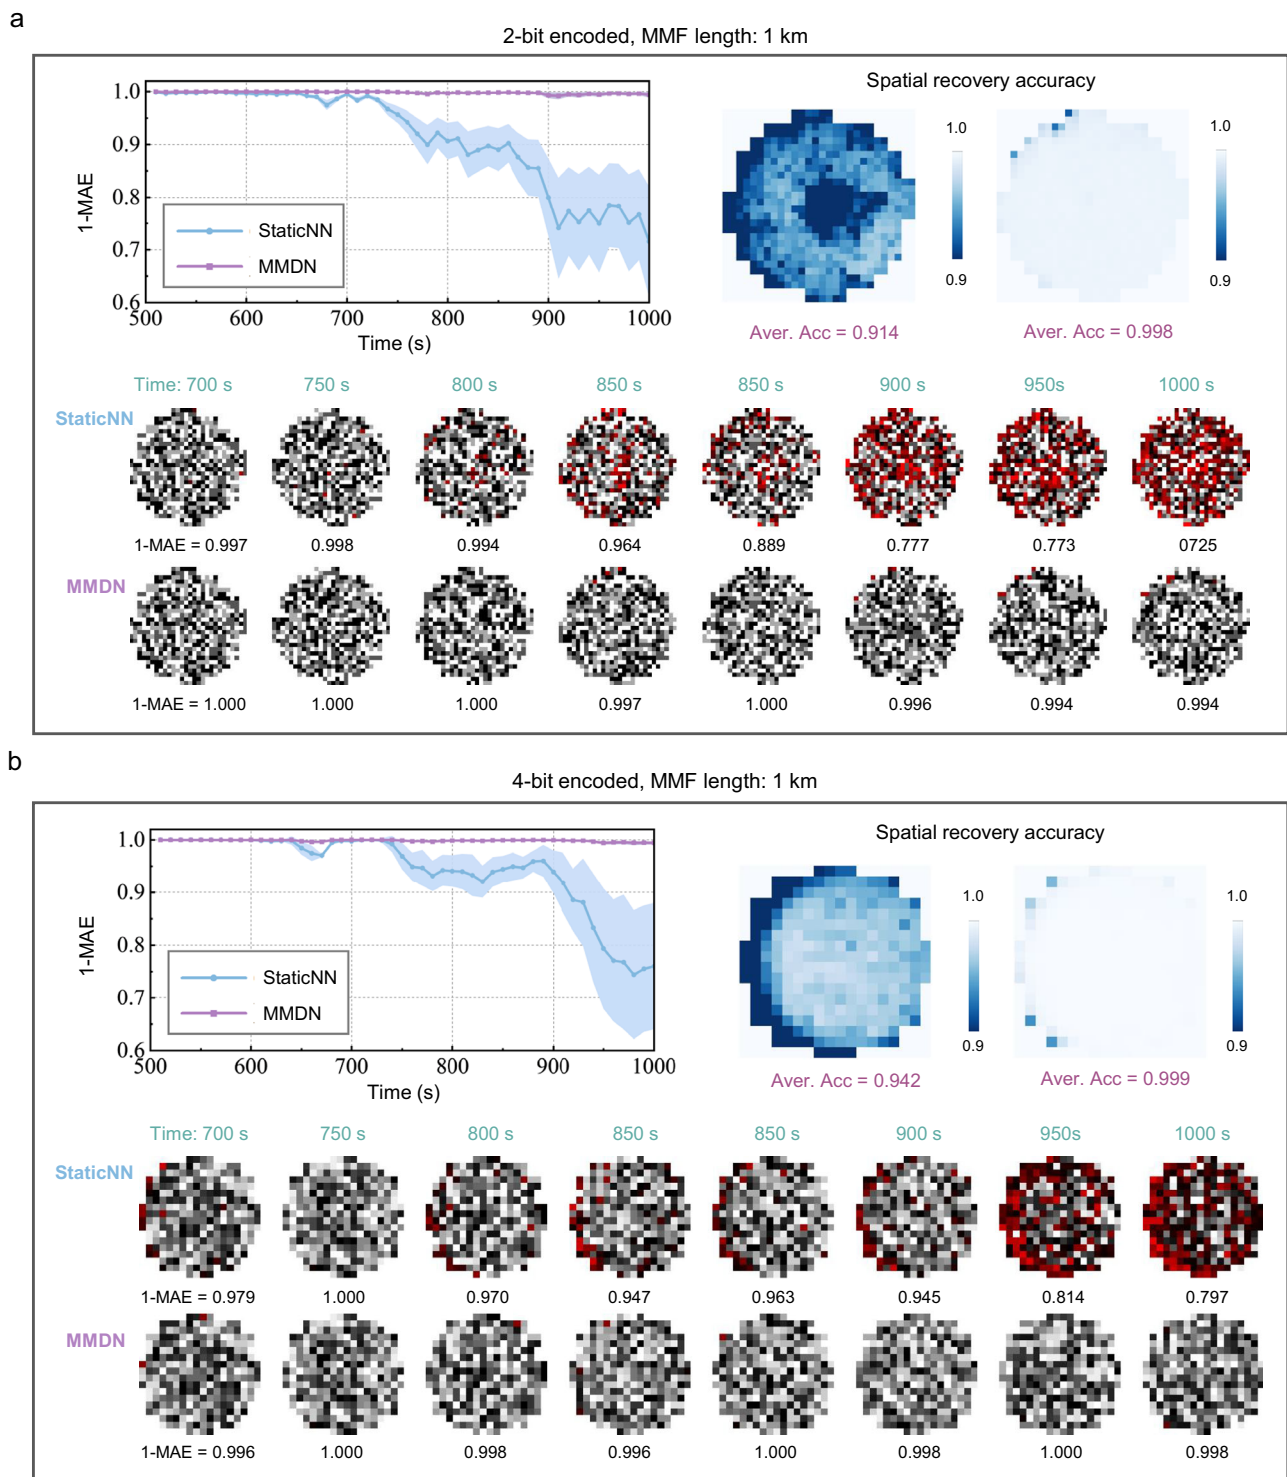 a
2-bit encoded, MMF length: 1 km
1.0
0.9
0.8
0.7
0.6
1-MAE
StaticNN
MMDN
500 600 700 800 900 1000
Time (s)
Spatial recovery accuracy
1.0
0.9
1.0
0.9
Aver. Acc = 0.914
Aver. Acc = 0.998
Time: 700 s 750 s 800 s 850 s 850 s 900 s 950s 1000 s
StaticNN
1-MAE = 0.997 0.998 0.994 0.964 0.889 0.777 0.773 0725
MMDN
1-MAE = 1.000 1.000 1.000 0.997 1.000 0.996 0.994 0.994
b
4-bit encoded, MMF length: 1 km
1.0
0.9
0.8
0.7
0.6
1-MAE
StaticNN
MMDN
500 600 700 800 900 1000
Time (s)
Spatial recovery accuracy
1.0
0.9
1.0
0.9
Aver. Acc = 0.942
Aver. Acc = 0.999
Time: 700 s 750 s 800 s 850 s 850 s 900 s 950s 1000 s
StaticNN
1-MAE = 0.979 1.000 0.970 0.947 0.963 0.945 0.814 0.797
MMDN
1-MAE = 0.996 1.000 0.998 0.996 1.000 0.998 1.000 0.998